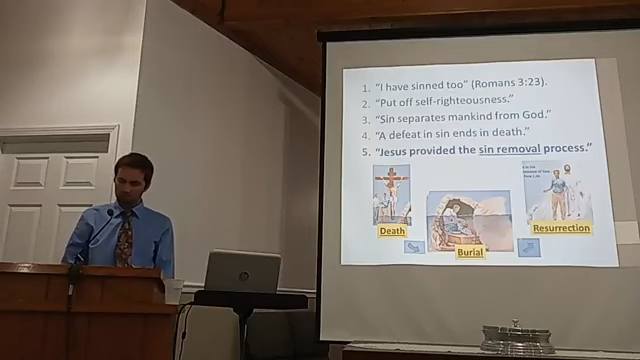 1. “I have sinned too” (Romans 3:23).
2. “Put off self-righteousness.”
3. “Sin separates mankind from God.”
4. “A defeat in sin ends in death.”
5. “Jesus provided the sin removal process.”
Death
Burial
Resurrection
hp